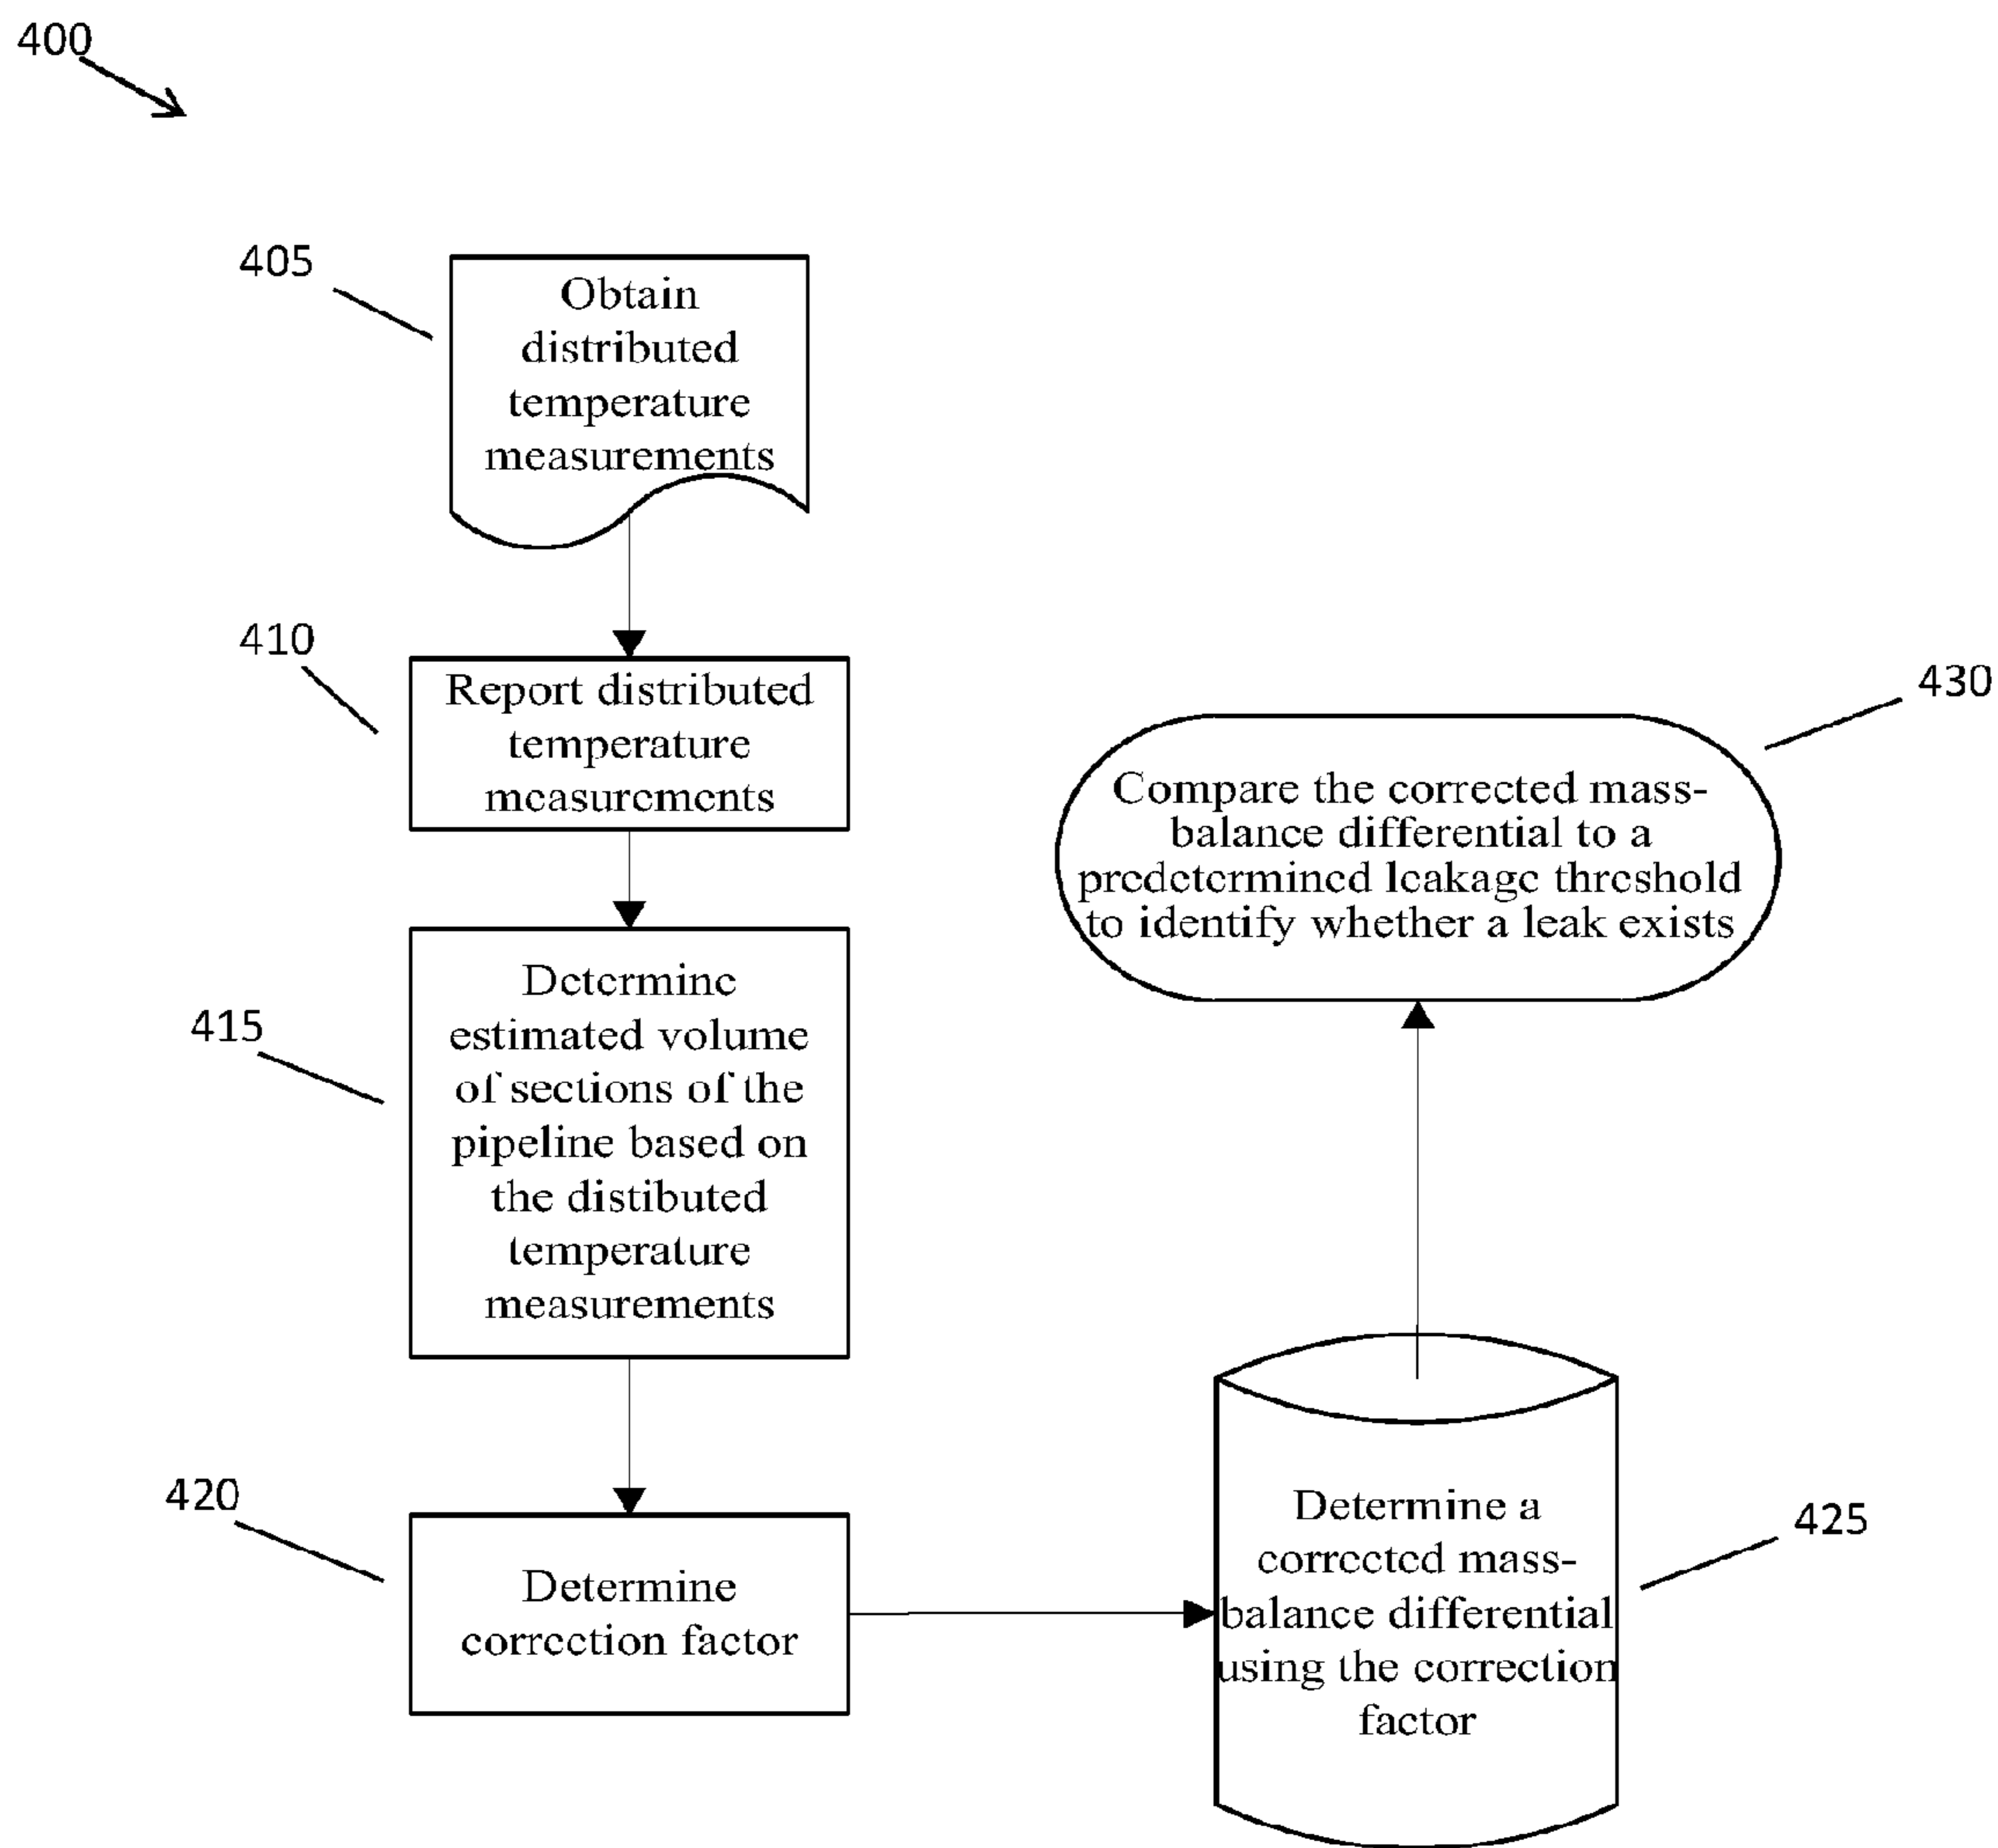 400
405
Obtain
distributed
temperature
measurements
410
Report distributed
temperature
measurements
415
Determine
estimated volume
of sections of the
pipeline based on
the distibuted
temperature
measurements
420
Determine
correction factor
425
Determine a
corrected mass-
balance differential
using the correction
factor
430
Compare the corrected mass-
balance differential to a
predetermined leakage threshold
to identify whether a leak exists